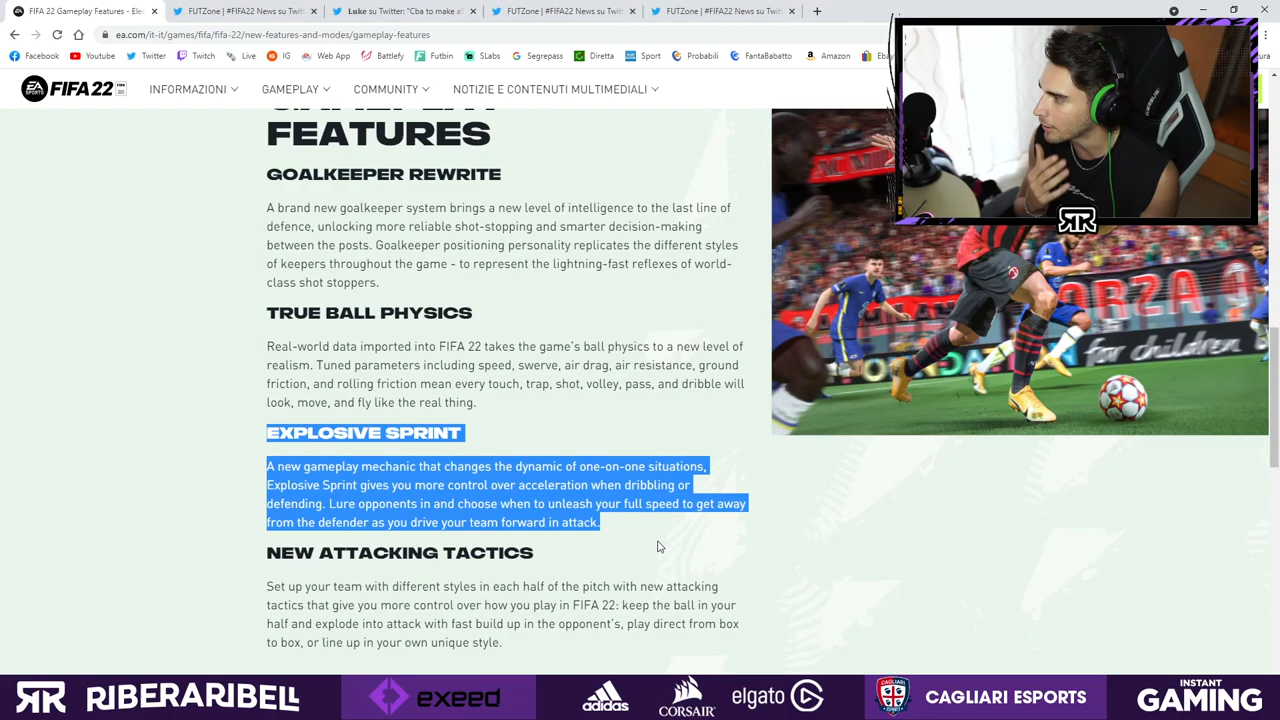 FIFA 22 Gameplay Features - Elec
FUTZone | #FIFA22 News su Twitt
Luke su Twitter: "Cba to make a
FUTZone | #FIFA22 News su Twitt
FUTZone | #FIFA22 News su Twitt
ea.com/it-it/games/fifa/fifa-22/new-features-and-modes/gameplay-features
Facebook
Youtube
Twitter
Twitch
Live
IG
Web App
Battlefy
Futbin
SLabs
Segrepass
Diretta
Sport
Probabili
FantaBabatto
Amazon
EA SPORTS FIFA 22
INFORMAZIONI
GAMEPLAY
COMMUNITY
NOTIZIE E CONTENUTI MULTIMEDIALI
GAMEPLAY
FEATURES
GOALKEEPER REWRITE
A brand new goalkeeper system brings a new level of intelligence to the last line of
defence, unlocking more reliable shot-stopping and smarter decision-making
between the posts. Goalkeeper positioning personality replicates the different styles
of keepers throughout the game - to represent the lightning-fast reflexes of world-
class shot stoppers.
TRUE BALL PHYSICS
Real-world data imported into FIFA 22 takes the game's ball physics to a new level of
realism. Tuned parameters including speed, swerve, air drag, air resistance, ground
friction, and rolling friction mean every touch, trap, shot, volley, pass, and dribble will
look, move, and fly like the real thing.
EXPLOSIVE SPRINT
A new gameplay mechanic that changes the dynamic of one-on-one situations,
Explosive Sprint gives you more control over acceleration when dribbling or
defending. Lure opponents in and choose when to unleash your full speed to get away
from the defender as you drive your team forward in attack.
NEW ATTACKING TACTICS
Set up your team with different styles in each half of the pitch with new attacking
tactics that give you more control over how you play in FIFA 22: keep the ball in your
half and explode into attack with fast build up in the opponent's, play direct from box
to box, or line up in your own unique style.
FORZA
for children
RR
RR RIBERARIBELL
exeed
adidas
CORSAIR
elgato
CAGLIARI
CAGLIARI ESPORTS
INSTANT
GAMING